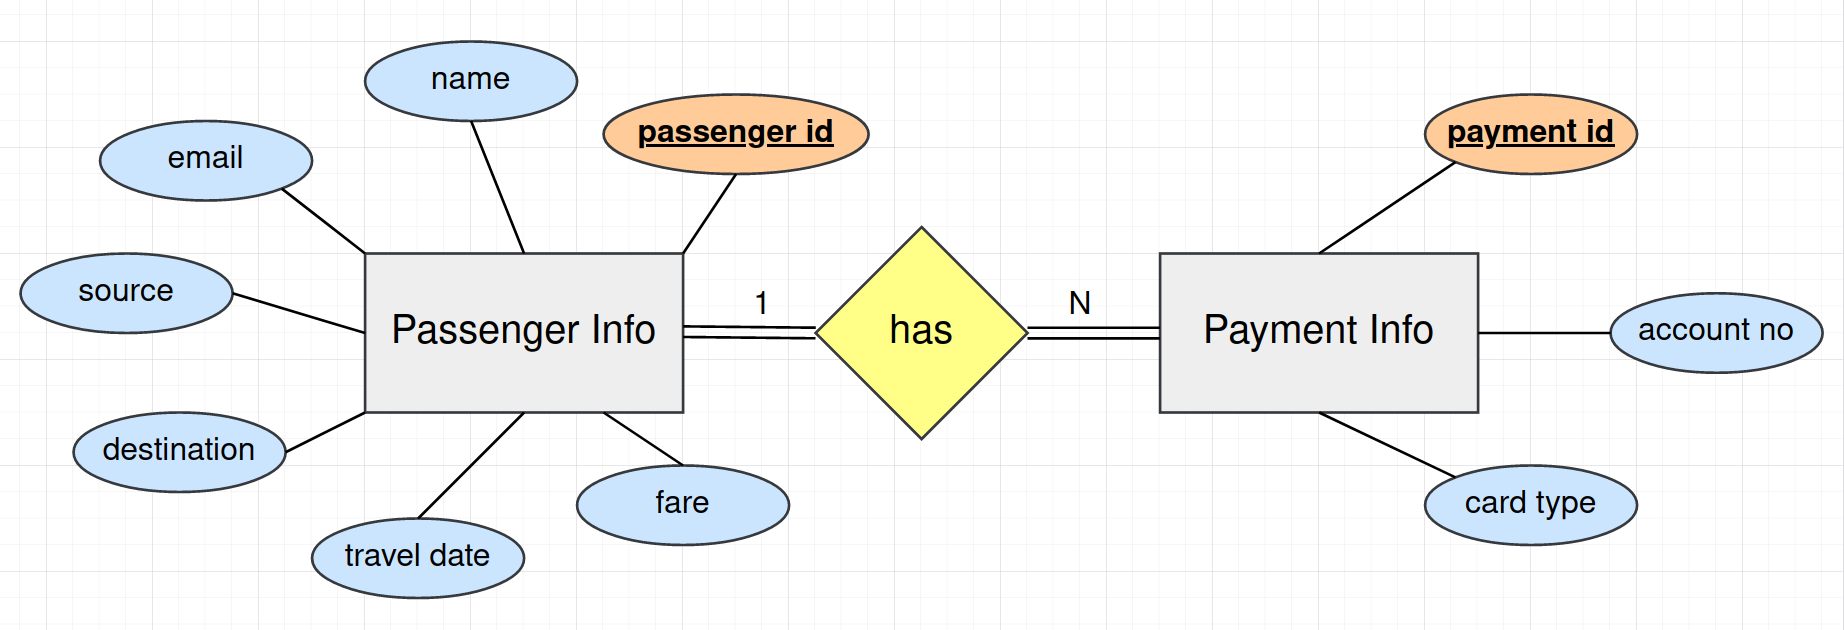 name
passenger id
payment id
email
source
1
N
Passenger Info
has
Payment Info
account no
destination
fare
card type
travel date